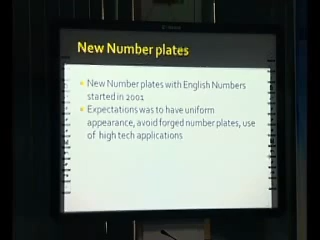 New Number plates
New Number plates with English Numbers
started in 2001
Expectations was to have uniform
appearance, avoid forged number plates, use
of high tech applications